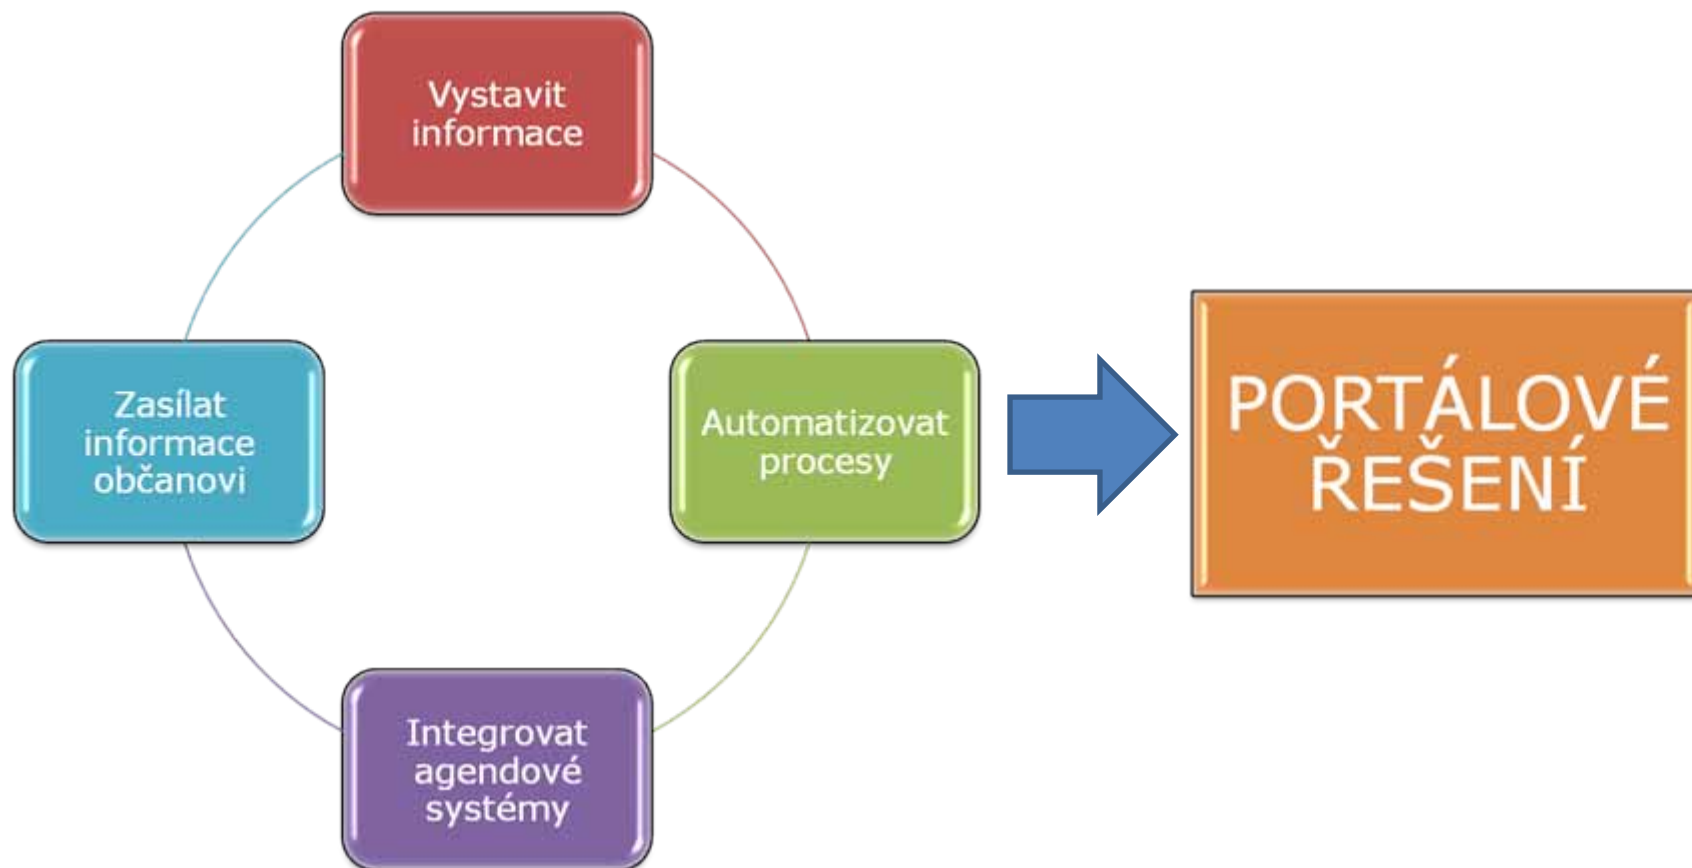 Vystavit
informace
Zasílat
informace
občanovi
Automatizovat
procesy
Integrovat
agendové
systémy
PORTÁLOVÉ
ŘEŠENÍ